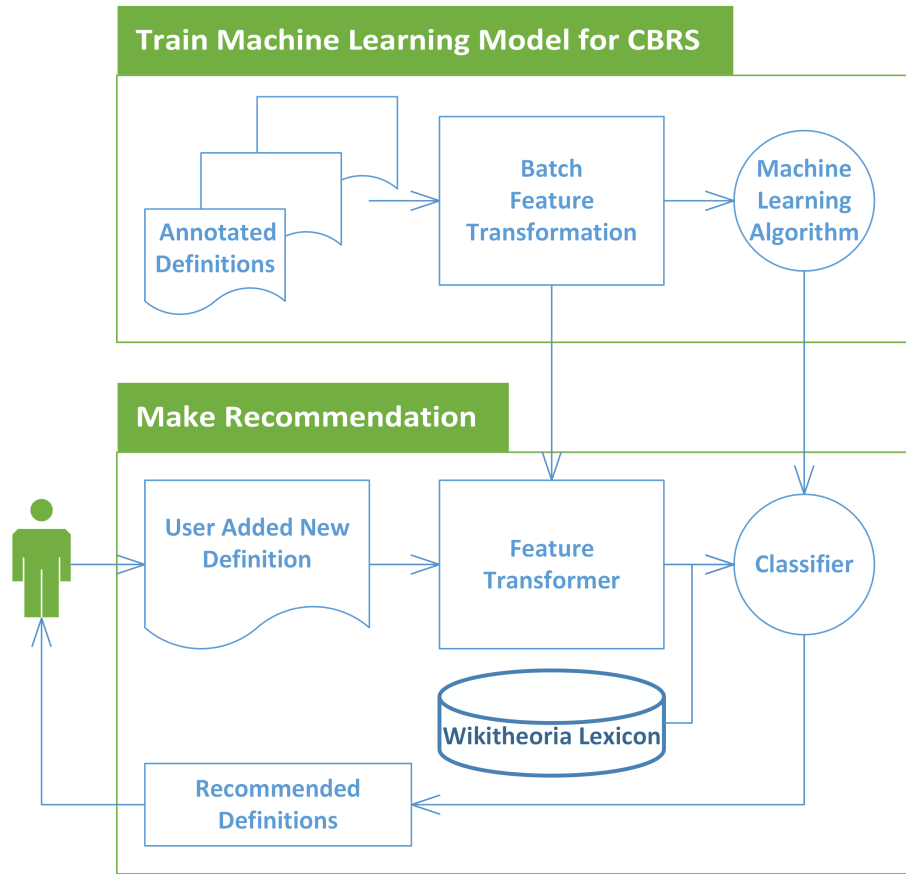 Train Machine Learning Model for CBRS
Annotated
Definitions
Batch
Feature
Transformation
Machine
Learning
Algorithm
Make Recommendation
User Added New
Definition
Feature
Transformer
Classifier
Wikitheoria Lexicon
Recommended
Definitions